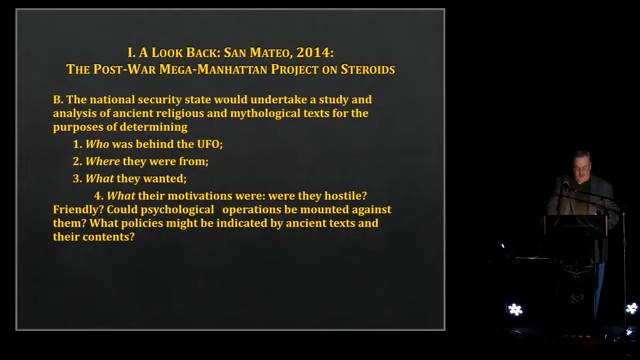 I. A LOOK BACK: SAN MATEO, 2014:
THE POST-WAR MEGA-MANHATTAN PROJECT ON STEROIDS
B. The national security state would undertake a study and
analysis of ancient religious and mythological texts for the
purposes of determining
1. Who was behind the UFO;
2. Where they were from;
3. What they wanted;
4. What their motivations were: were they hostile?
Friendly? Could psychological operations be mounted against
them? What policies might be indicated by ancient texts and
their contents?